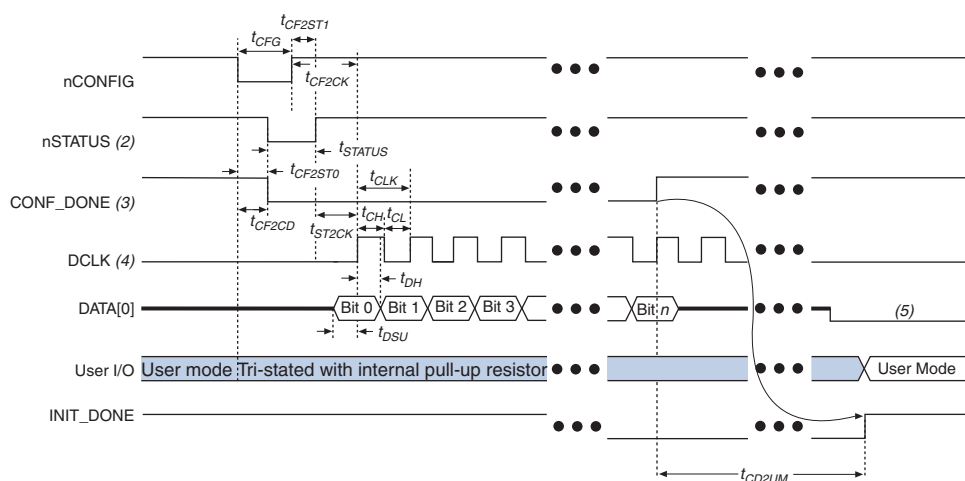 tCF2ST1
tCFG
nCONFIG
tCF2CK
nSTATUS (2)
tSTATUS
tCF2ST0
tCLK
CONF_DONE (3)
tCF2CD
tST2CK
tCH
tCL
DCLK (4)
tDH
DATA[0]
Bit 0
Bit 1
Bit 2
Bit 3
Bit n
(5)
tDSU
User I/O
User mode
Tri-stated with internal pull-up resistor
User Mode
INIT_DONE
tCD2UM